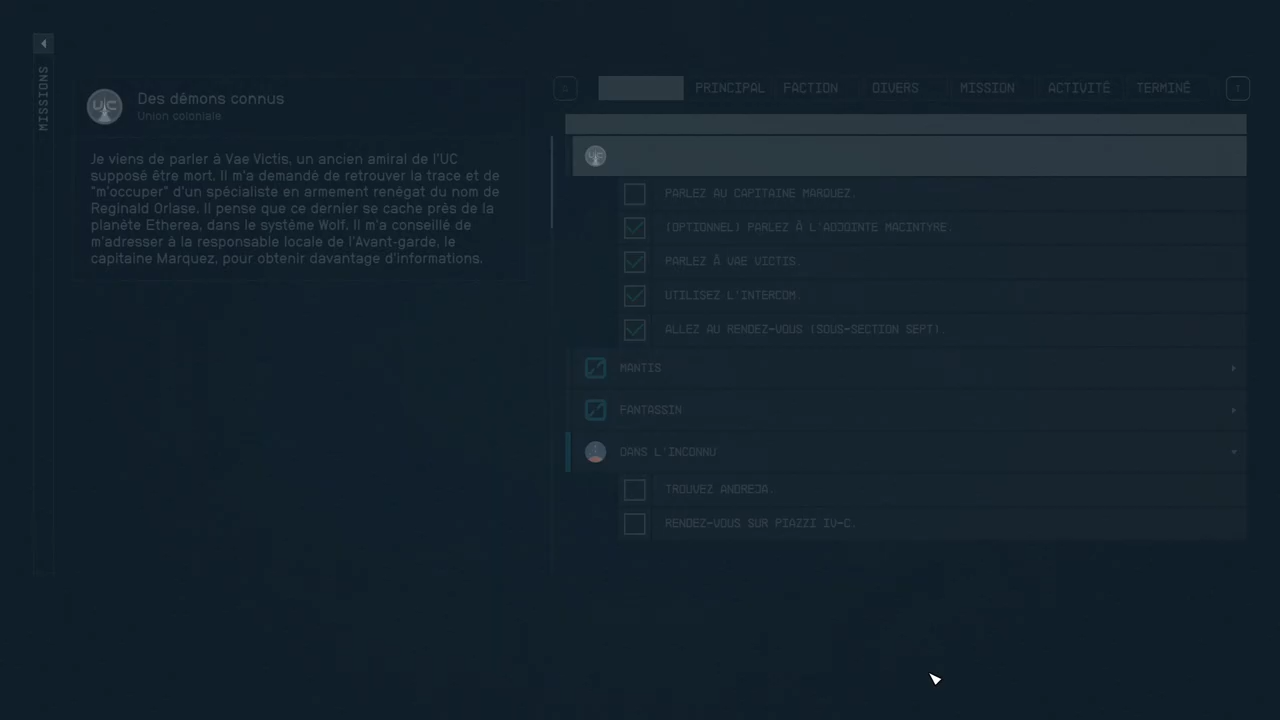 MISSIONS
Des démons connus
Union coloniale
Je viens de parler à Vae Victis, un ancien amiral de l'UC
supposé être mort. Il m'a demandé de retrouver la trace et de
"m'occuper" d'un spécialiste en armement renégat du nom de
Reginald Orlase. Il pense que ce dernier se cache près de la
planète Etherea, dans le système Wolf. Il m'a conseillé de
m'adresser à la responsable locale de l'Avant-garde, le
capitaine Marquez, pour obtenir davantage d'informations.
PRINCIPAL FACTION DIVERS MISSION ACTIVITÉ TERMINÉ
UC
PARLEZ AU CAPITAINE MARQUEZ.
(OPTIONNEL) PARLEZ À L'ADJOINTE MACINTYRE.
PARLEZ À VAE VICTIS.
UTILISEZ L'INTERCOM.
ALLEZ AU RENDEZ-VOUS (SOUS-SECTION SEPT).
MANTIS
FANTASSIN
DANS L'INCONNU
TROUVEZ ANDREJA.
RENDEZ-VOUS SUR PIAZZI IV-C.